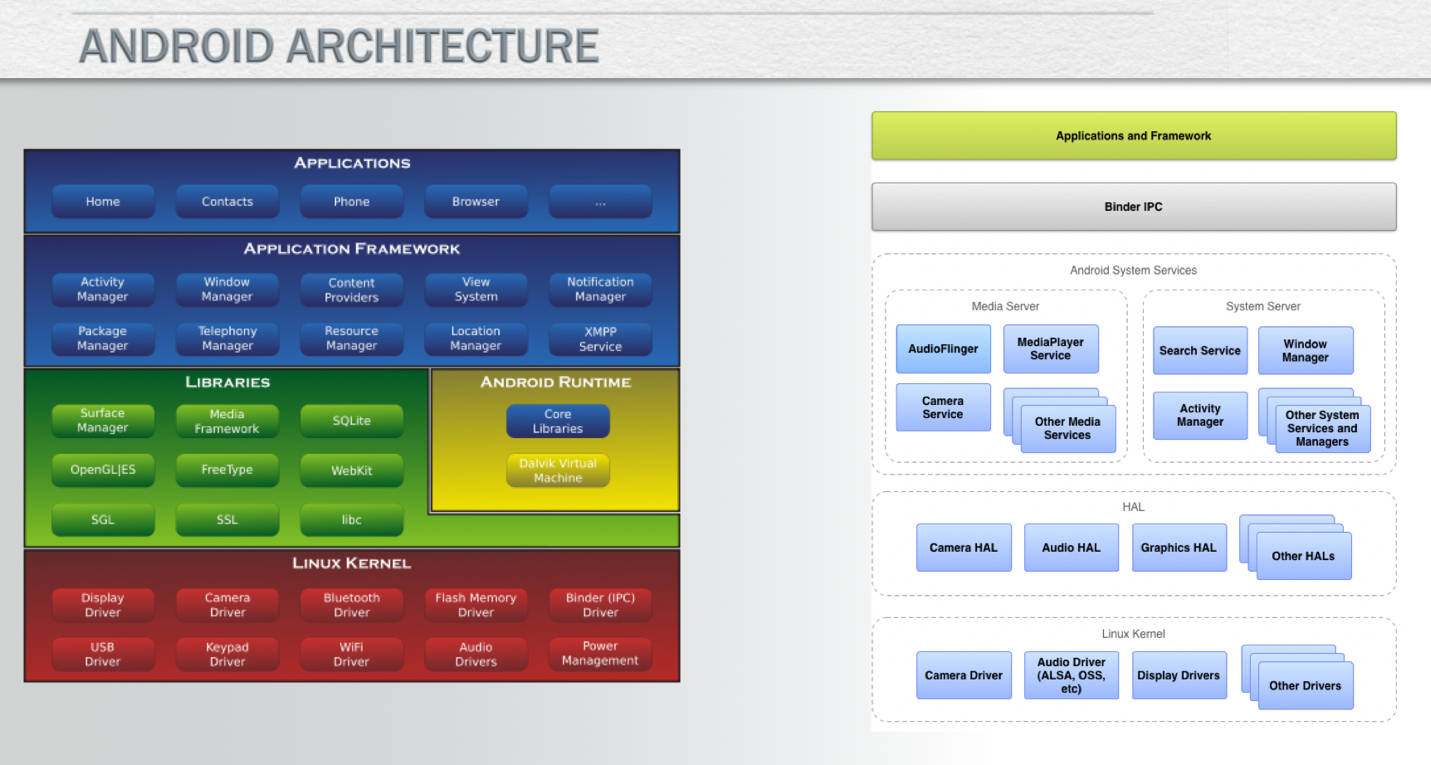 ANDROID ARCHITECTURE
APPLICATIONS
Home
Contacts
Phone
Browser
...
APPLICATION FRAMEWORK
Activity
Manager
Window
Manager
Content
Providers
View
System
Notification
Manager
Package
Manager
Telephony
Manager
Resource
Manager
Location
Manager
XMPP
Service
LIBRARIES
Surface
Manager
Media
Framework
SQLite
OpenGL|ES
FreeType
WebKit
SGL
SSL
libc
ANDROID RUNTIME
Core
Libraries
Dalvik Virtual
Machine
LINUX KERNEL
Display
Driver
Camera
Driver
Bluetooth
Driver
Flash Memory
Driver
Binder (IPC)
Driver
USB
Driver
Keypad
Driver
WiFi
Driver
Audio
Drivers
Power
Management
Applications and Framework
Binder IPC
Android System Services
Media Server
AudioFlinger
MediaPlayer
Service
Camera
Service
Other Media
Services
System Server
Search Service
Window
Manager
Activity
Manager
Other System
Services and
Managers
HAL
Camera HAL
Audio HAL
Graphics HAL
Other HALs
Linux Kernel
Camera Driver
Audio Driver
(ALSA, OSS,
etc)
Display Drivers
Other Drivers